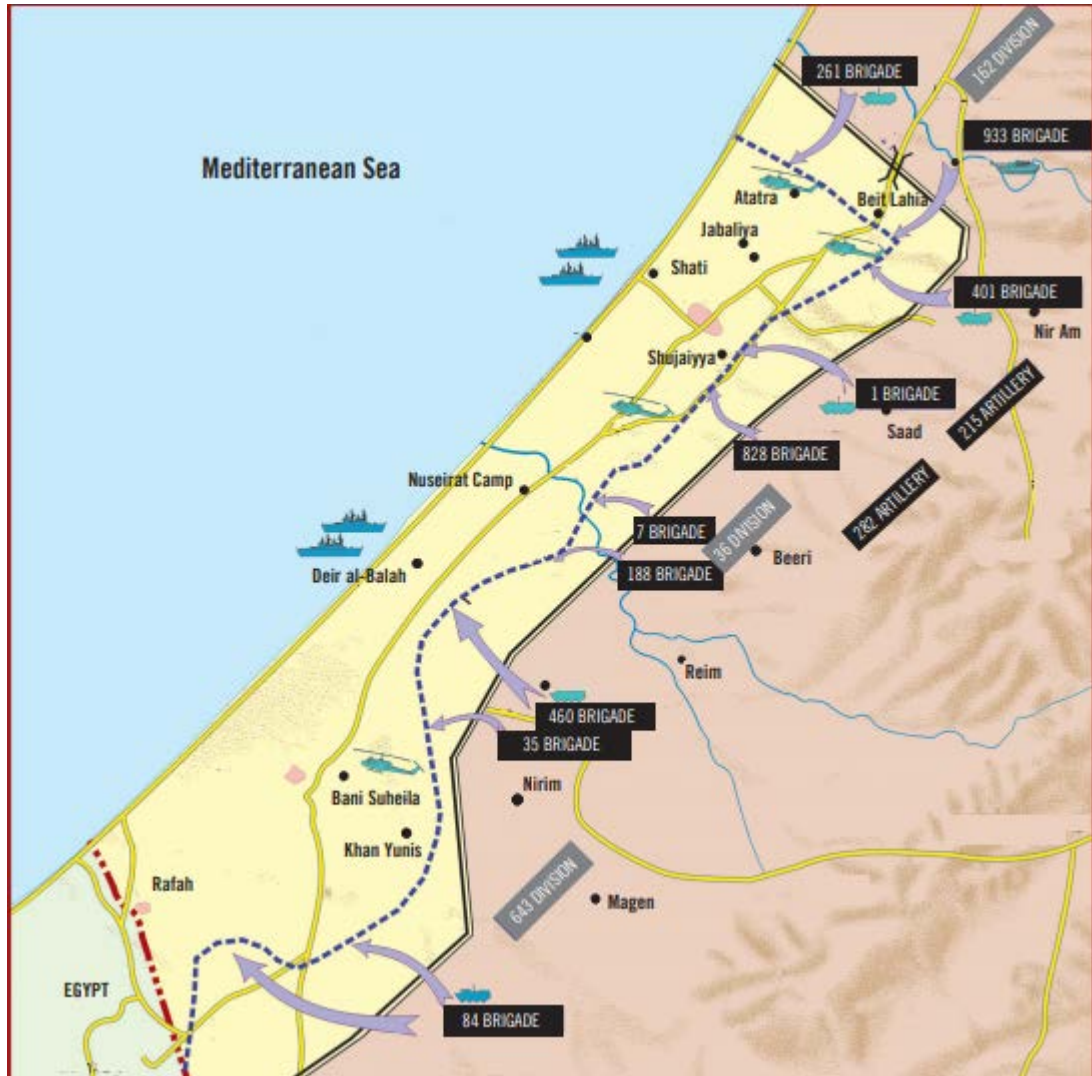 162 DIVISION
261 BRIGADE
933 BRIGADE
Mediterranean Sea
Atatra
Beit Lahia
Jabaliya
Shati
401 BRIGADE
Nir Am
Shujaiyya
1 BRIGADE
Saad
215 ARTILLERY
828 BRIGADE
Nuseirat Camp
282 ARTILLERY
7 BRIGADE
36 DIVISION
Beeri
Deir al-Balah
188 BRIGADE
Reim
460 BRIGADE
35 BRIGADE
Bani Suheila
Nirim
Khan Yunis
Rafah
643 DIVISION
Magen
EGYPT
84 BRIGADE